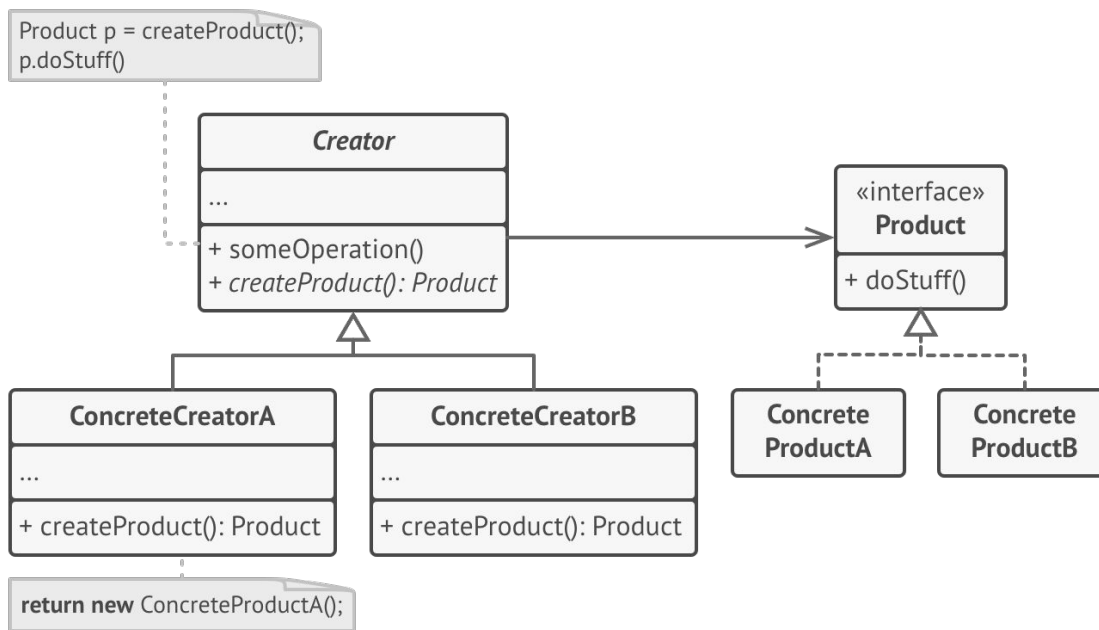 Product p = createProduct();
p.doStuff()
Creator
...
+ someOperation()
+ createProduct(): Product
«interface»
Product
+ doStuff()
ConcreteCreatorA
...
+ createProduct(): Product
ConcreteCreatorB
...
+ createProduct(): Product
Concrete
ProductA
Concrete
ProductB
return new ConcreteProductA();